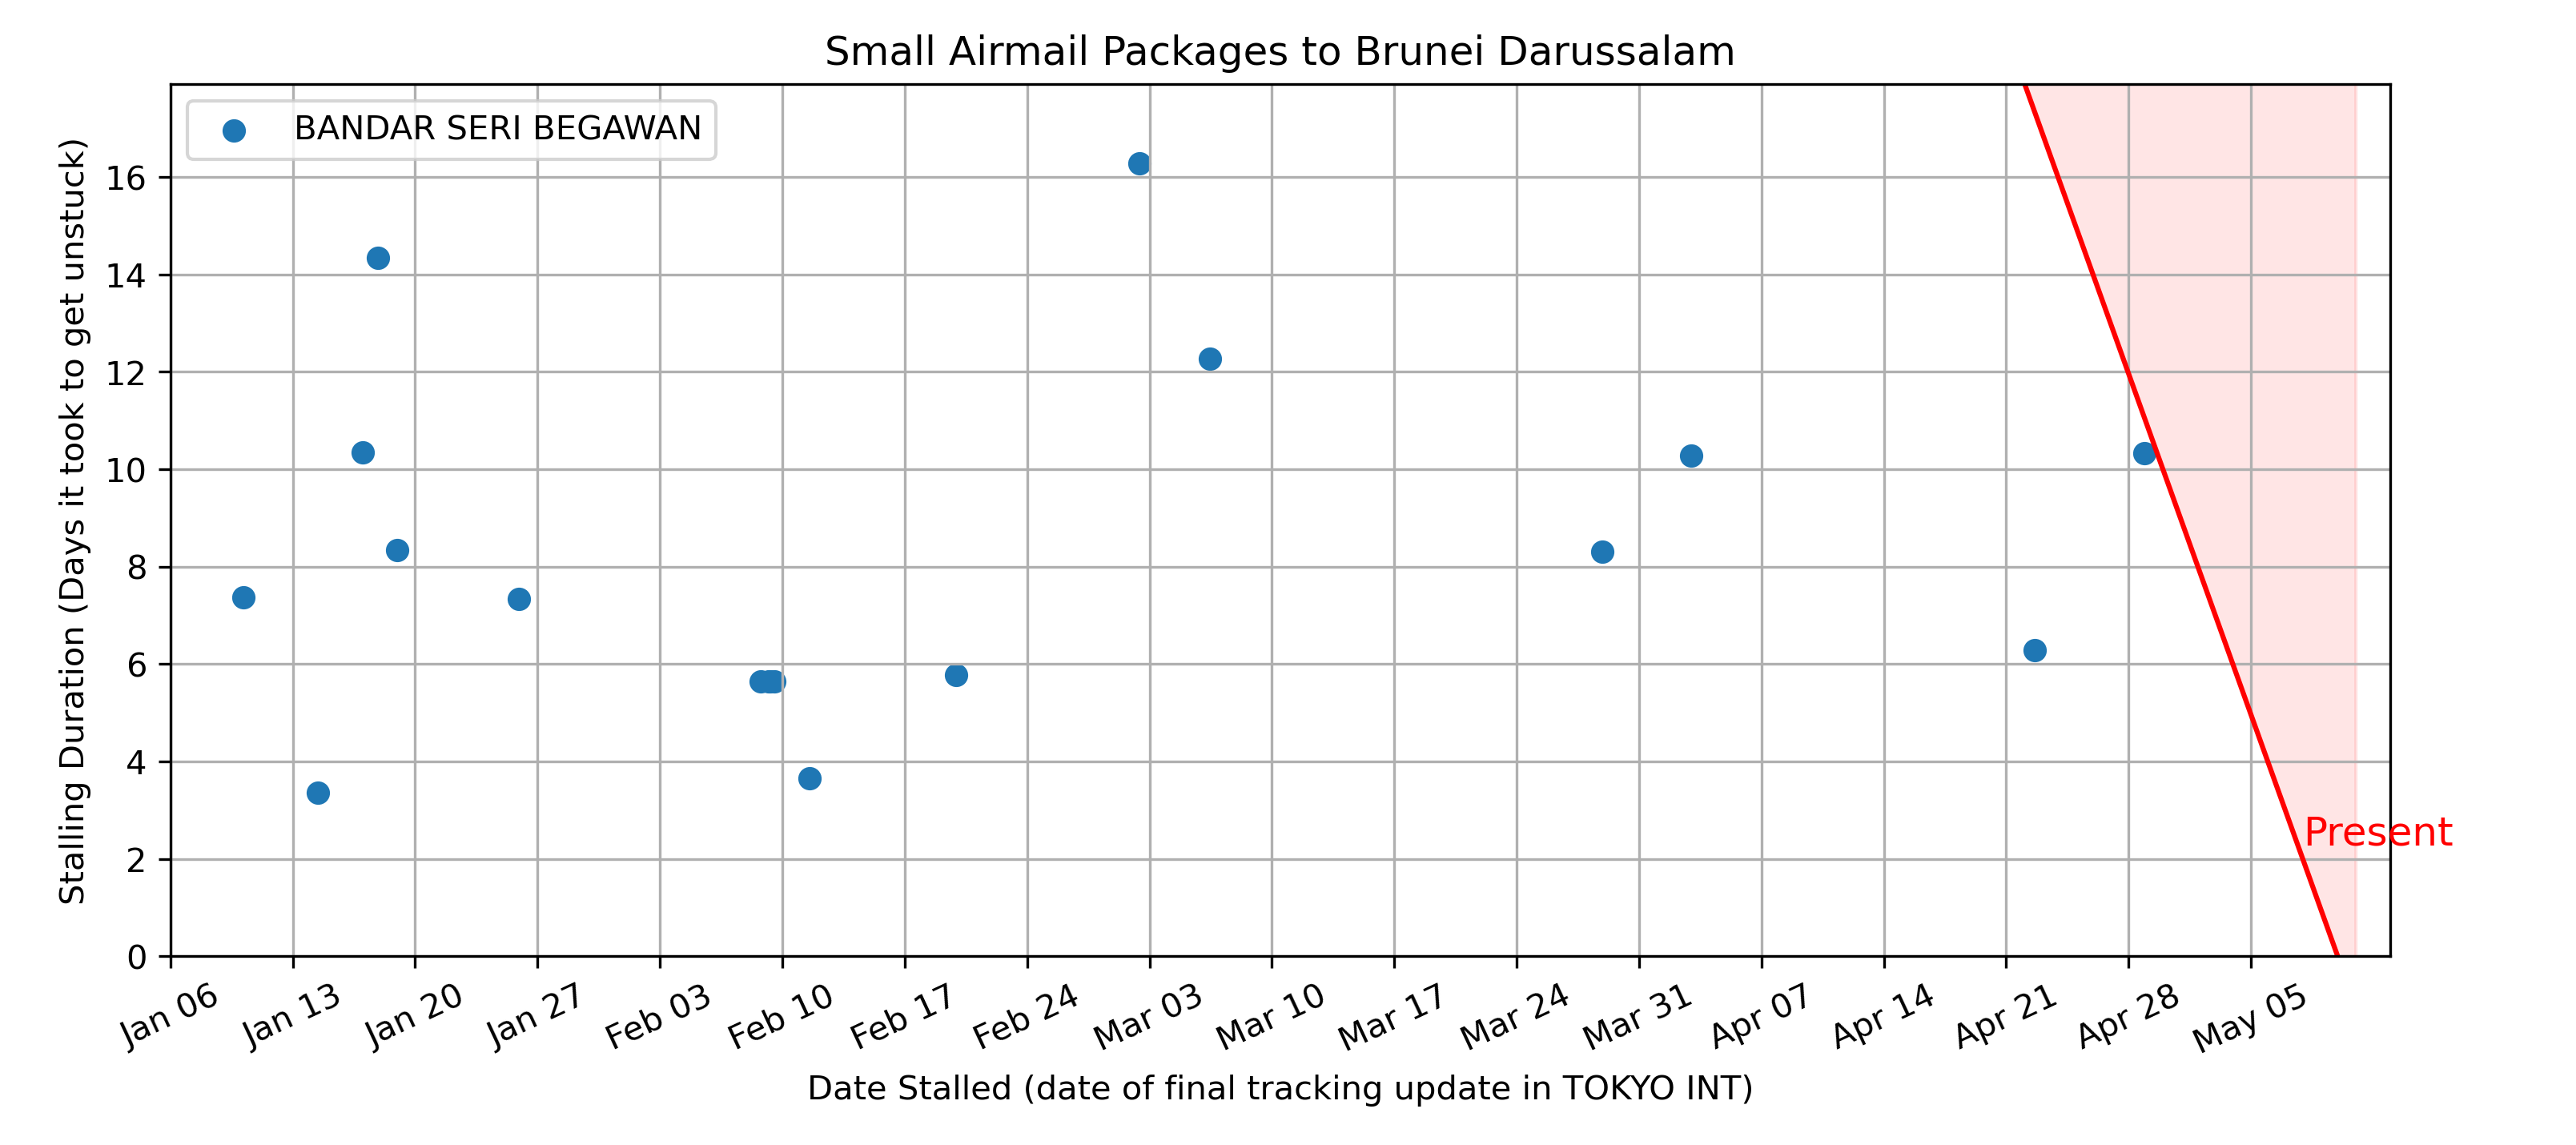 Small Airmail Packages to Brunei Darussalam
BANDAR SERI BEGAWAN
Stalling Duration (Days it took to get unstuck)
16
14
12
10
8
6
4
2
0
Present
Jan 06
Jan 13
Jan 20
Jan 27
Feb 03
Feb 10
Feb 17
Feb 24
Mar 03
Mar 10
Mar 17
Mar 24
Mar 31
Apr 07
Apr 14
Apr 21
Apr 28
May 05
Date Stalled (date of final tracking update in TOKYO INT)